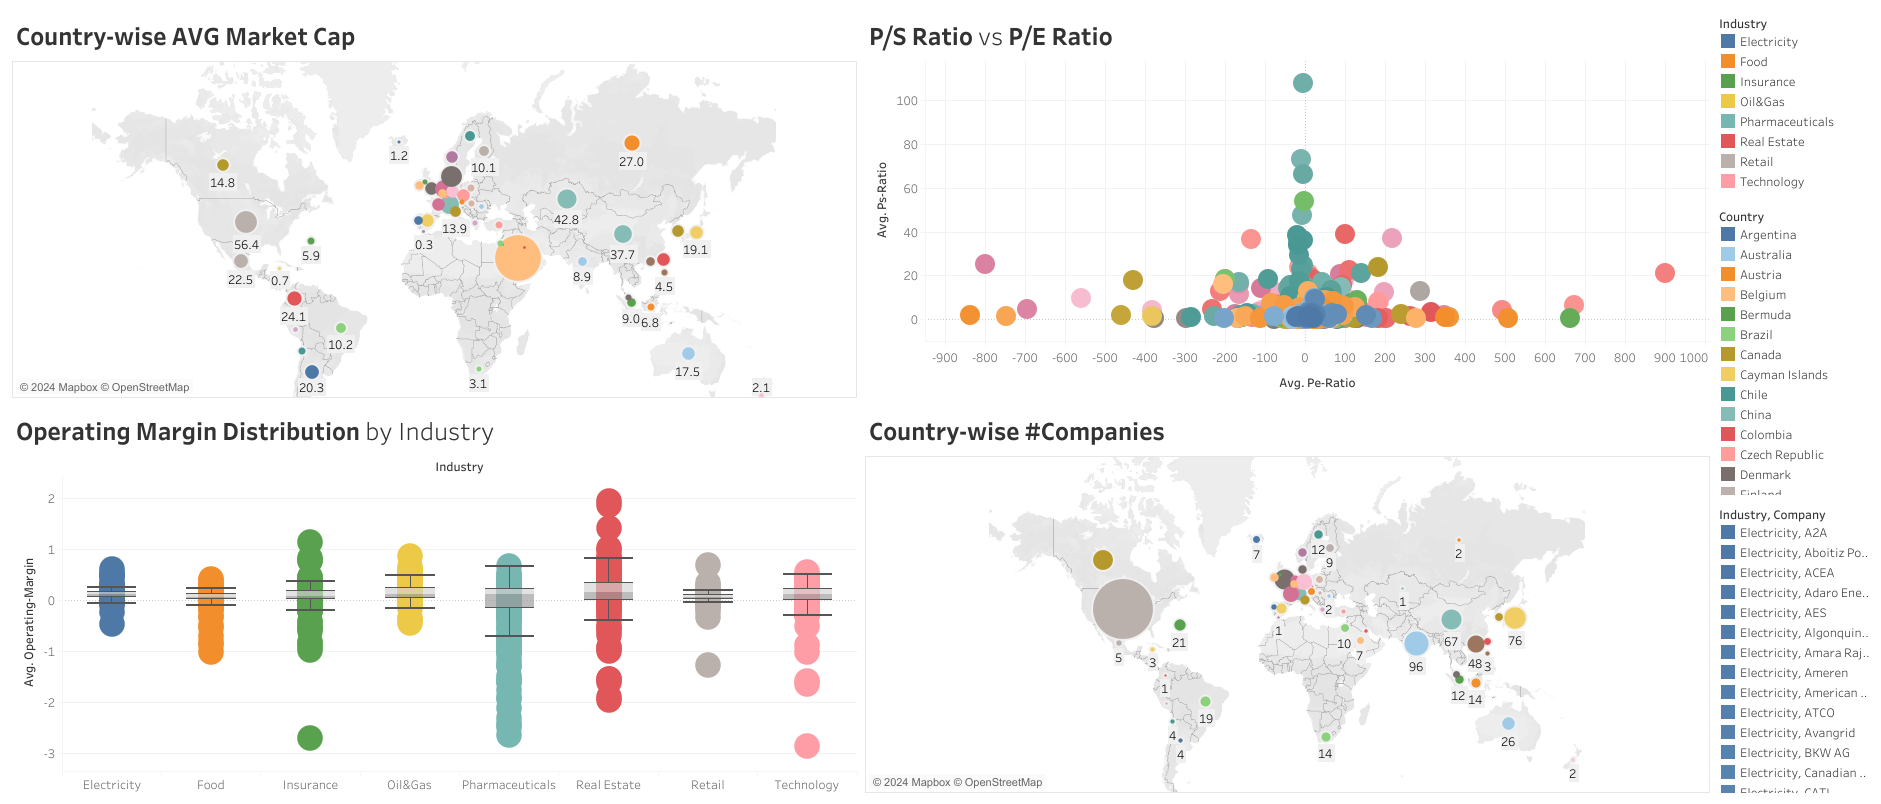 Country-wise AVG Market Cap
1.2
10.1
27.0
14.8
42.8
13.9
0.3
56.4
5.9
37.7
19.1
22.5
0.7
8.9
4.5
24.1
9.0
6.8
10.2
17.5
20.3
3.1
2.1
© 2024 Mapbox © OpenStreetMap
P/S Ratio vs P/E Ratio
Avg. Ps-Ratio
100
80
60
40
20
0
-900 -800 -700 -600 -500 -400 -300 -200 -100 0 100 200 300 400 500 600 700 800 900 1000
Avg. Pe-Ratio
Operating Margin Distribution by Industry
Industry
Avg. Operating-Margin
2
1
0
-1
-2
-3
Electricity Food Insurance Oil&Gas Pharmaceuticals Real Estate Retail Technology
Country-wise #Companies
7
12
9
2
1
2
1
21
67
76
5
3
10
7
96
48
3
1
12
14
19
4
4
14
26
2
© 2024 Mapbox © OpenStreetMap
Industry
Electricity
Food
Insurance
Oil&Gas
Pharmaceuticals
Real Estate
Retail
Technology
Country
Argentina
Australia
Austria
Belgium
Bermuda
Brazil
Canada
Cayman Islands
Chile
China
Colombia
Czech Republic
Denmark
Finland
Industry, Company
Electricity, A2A
Electricity, Aboitiz Po..
Electricity, ACEA
Electricity, Adaro Ene..
Electricity, AES
Electricity, Algonquin..
Electricity, Amara Raj..
Electricity, Ameren
Electricity, American ..
Electricity, ATCO
Electricity, Avangrid
Electricity, BKW AG
Electricity, Canadian ..